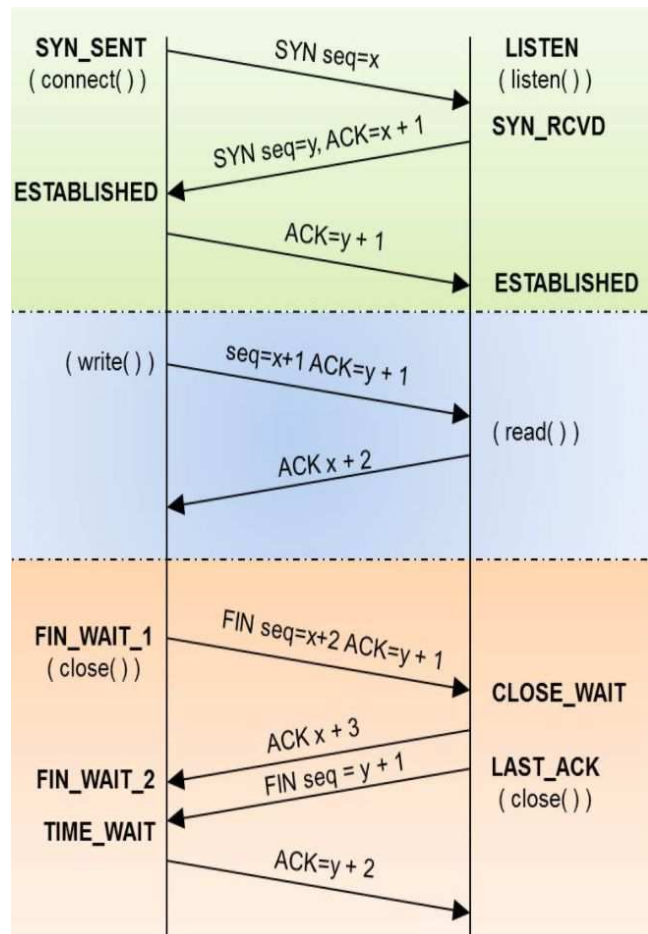 SYN_SENT
( connect( ) )
SYN seq=x
LISTEN
( listen( ) )
SYN_RCVD
SYN seq=y, ACK=x + 1
ESTABLISHED
ACK=y + 1
ESTABLISHED
( write( ) )
seq=x+1 ACK=y + 1
( read( ) )
ACK x + 2
FIN_WAIT_1
( close( ) )
FIN seq=x+2 ACK=y + 1
CLOSE_WAIT
ACK x + 3
FIN_WAIT_2
FIN seq = y + 1
LAST_ACK
( close( ) )
TIME_WAIT
ACK=y + 2